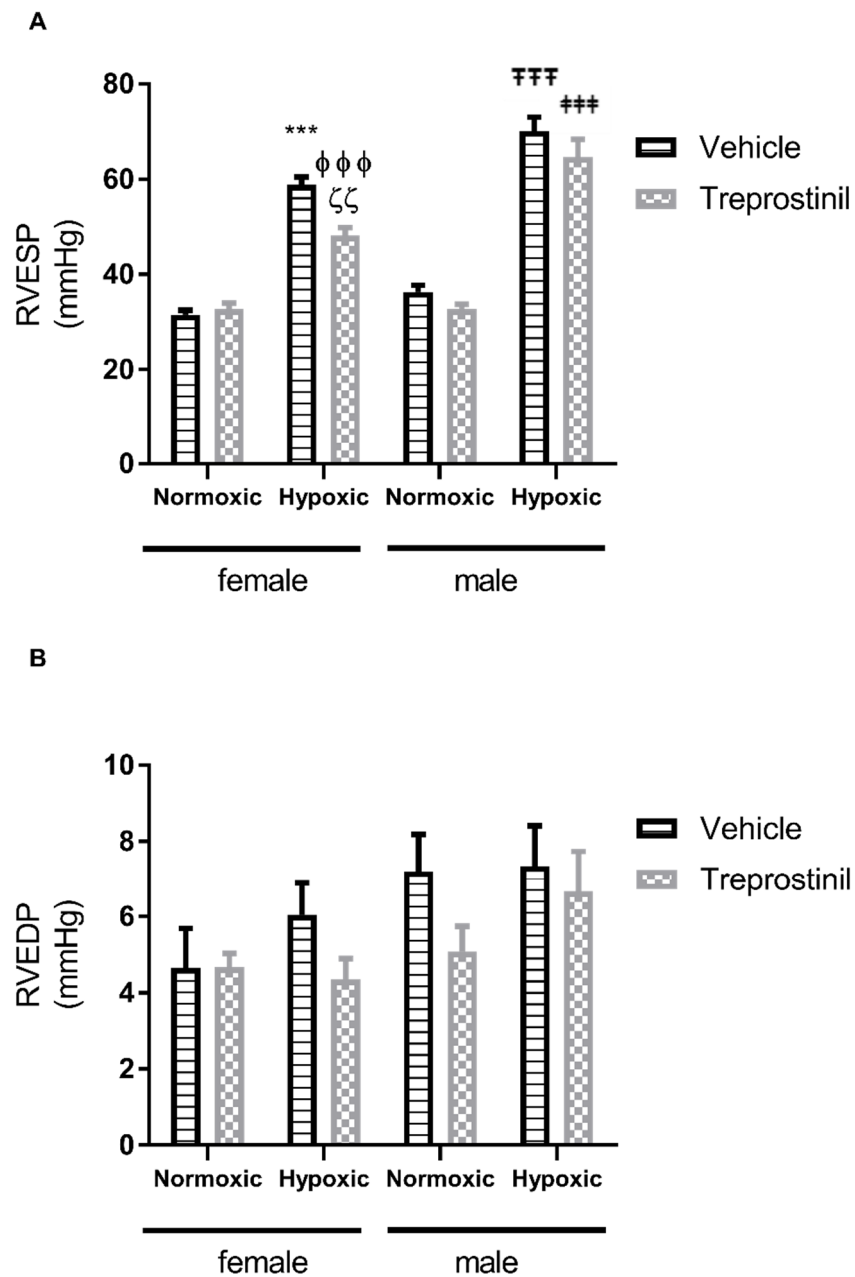 A
80
60
40
20
0
RVESP
(mmHg)
***
ϕϕϕ
ζζ
ŦŦŦ
ǂǂǂ
Vehicle
Treprostinil
Normoxic Hypoxic Normoxic Hypoxic
female male
B
10
8
6
4
2
0
RVEDP
(mmHg)
Vehicle
Treprostinil
Normoxic Hypoxic Normoxic Hypoxic
female male